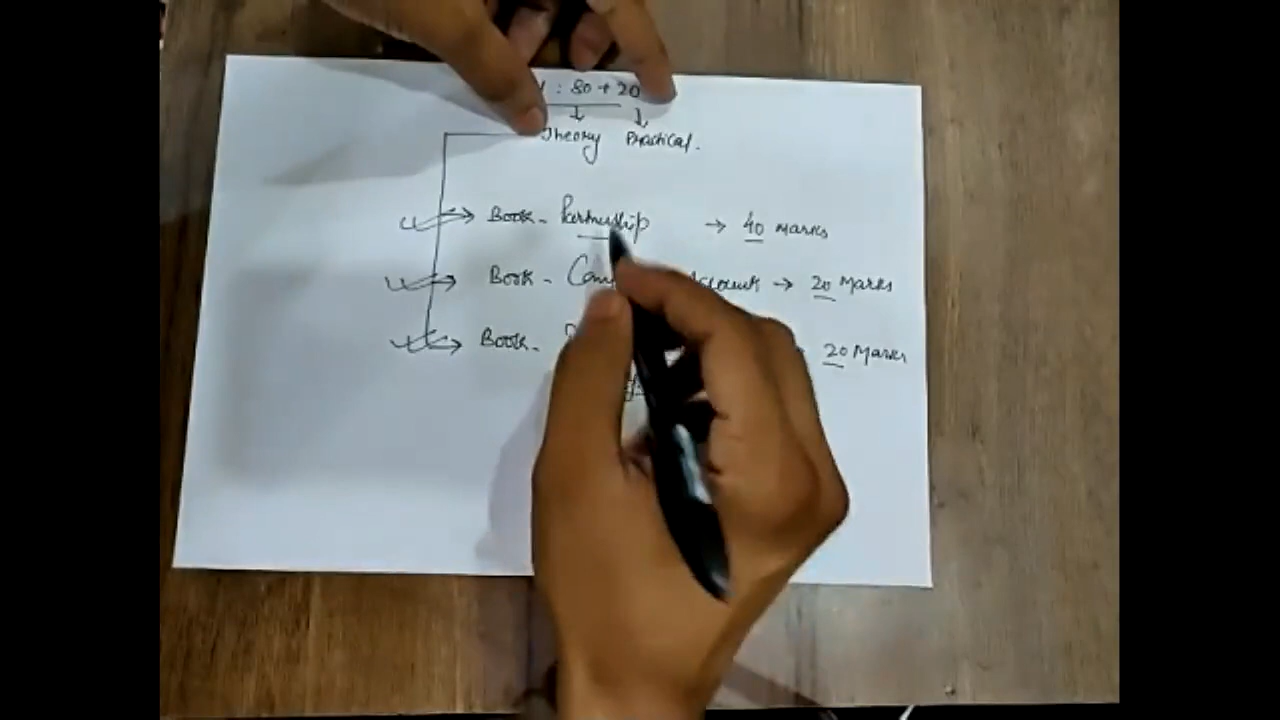 : 80 + 20
Theory Practical.
Book - Partnership → 40 Marks
Book - → 20 Marks
Book - 20 Marks